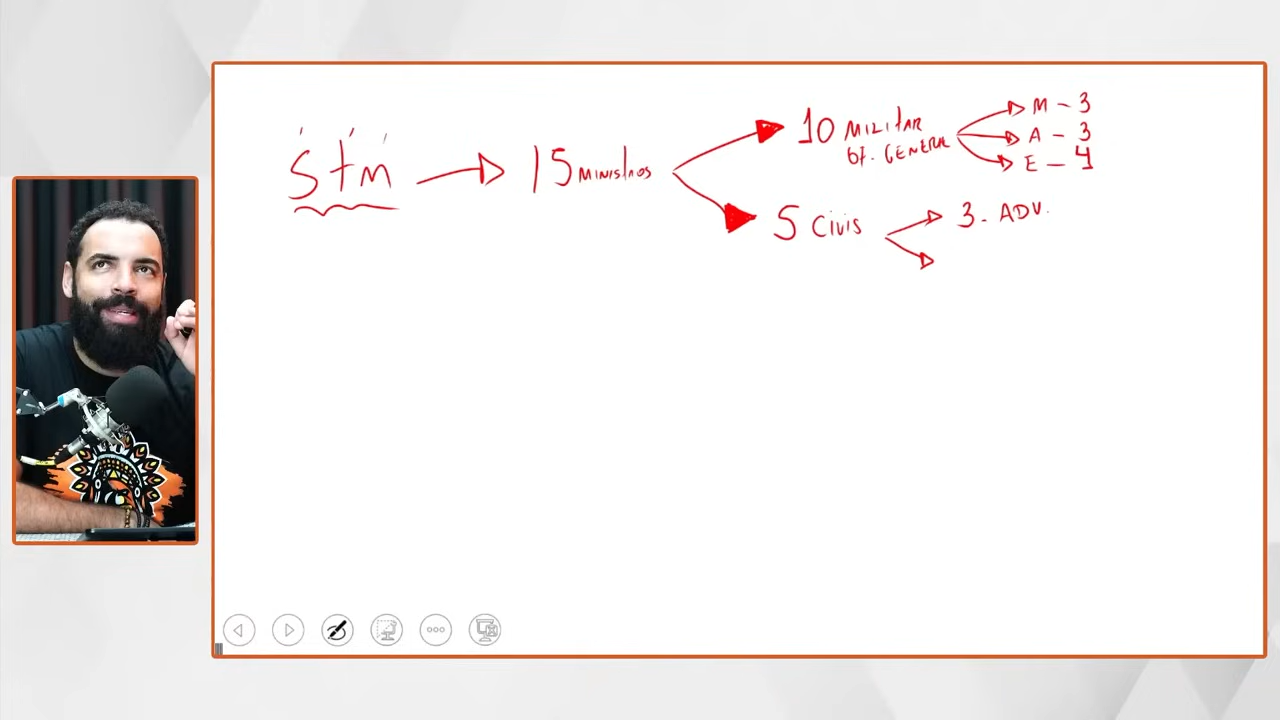 STM
15 MINISTROS
10 MILITAR
Of. GENERAL
M - 3
A - 3
E - 4
5 Civis
3. ADV.